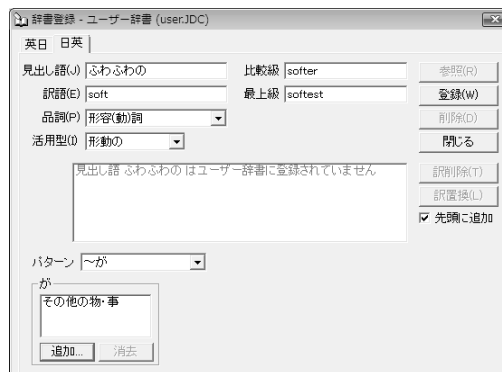 辞書登録 - ユーザー辞書 (user.JDC)
英日 日英
見出し語(J) ふわふわの 比較級 softer 参照(R)
訳語(E) soft 最上級 softest 登録(W)
品詞(P) 形容(動)詞 削除(D)
活用型(I) 形動の 閉じる
見出し語 ふわふわの はユーザー辞書に登録されていません 訳削除(T)
訳置換(L)
先頭に追加
パターン ～が
が
その他の物・事
追加... 消去